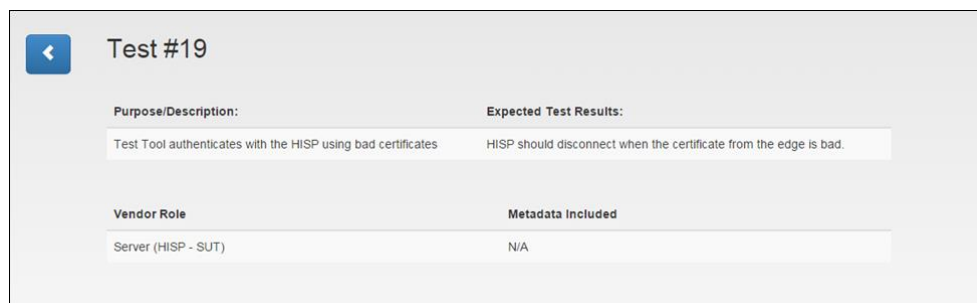 Test #19
Purpose/Description: Expected Test Results:
Test Tool authenticates with the HISP using bad certificates HISP should disconnect when the certificate from the edge is bad.
Vendor Role Metadata Included
Server (HISP - SUT) N/A